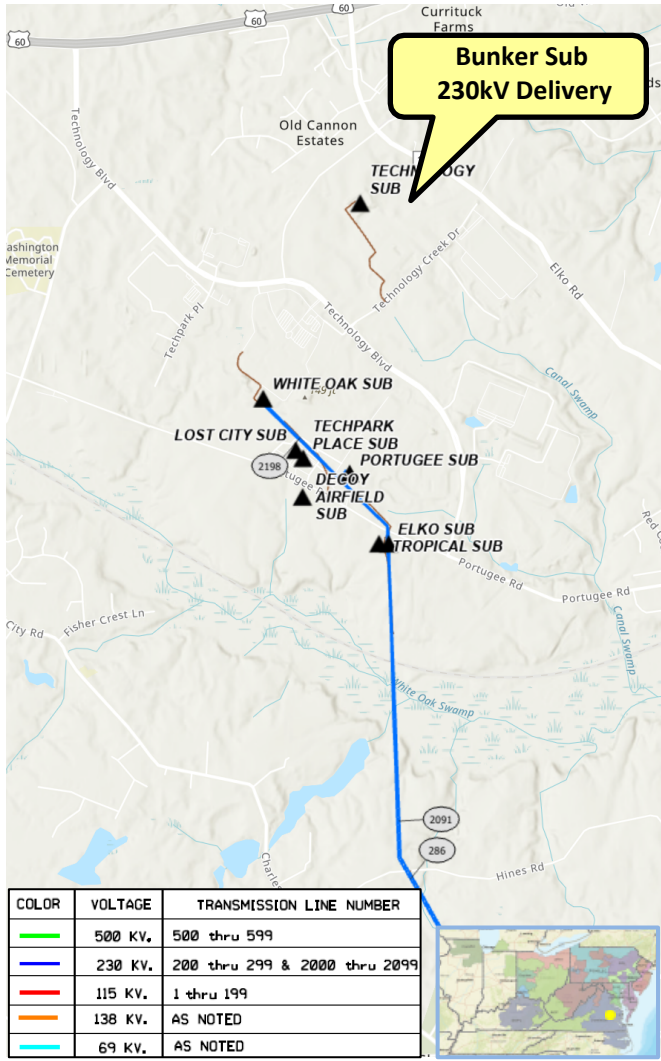 60
60
60
Currituck
Farms
Bunker Sub
230kV Delivery
Old Cannon
Estates
Technology Blvd
TECHNOLOGY
SUB
ashington
Memorial
Cemetery
Technology Creek Dr
Elko Rd
Techpark Pl
Technology Blvd
Canal Swamp
WHITE OAK SUB
149 ft
LOST CITY SUB
TECHPARK
PLACE SUB
2198
PORTUGEE SUB
DECOY
AIRFIELD
SUB
ELKO SUB
TROPICAL SUB
Portugee Rd
Portugee Rd
Fisher Crest Ln
City Rd
Canal Swamp
White Oak Swamp
2091
286
Hines Rd
Charles
COLOR VOLTAGE TRANSMISSION LINE NUMBER
500 KV. 500 thru 599
230 KV. 200 thru 299 & 2000 thru 2099
115 KV. 1 thru 199
138 KV. AS NOTED
69 KV. AS NOTED